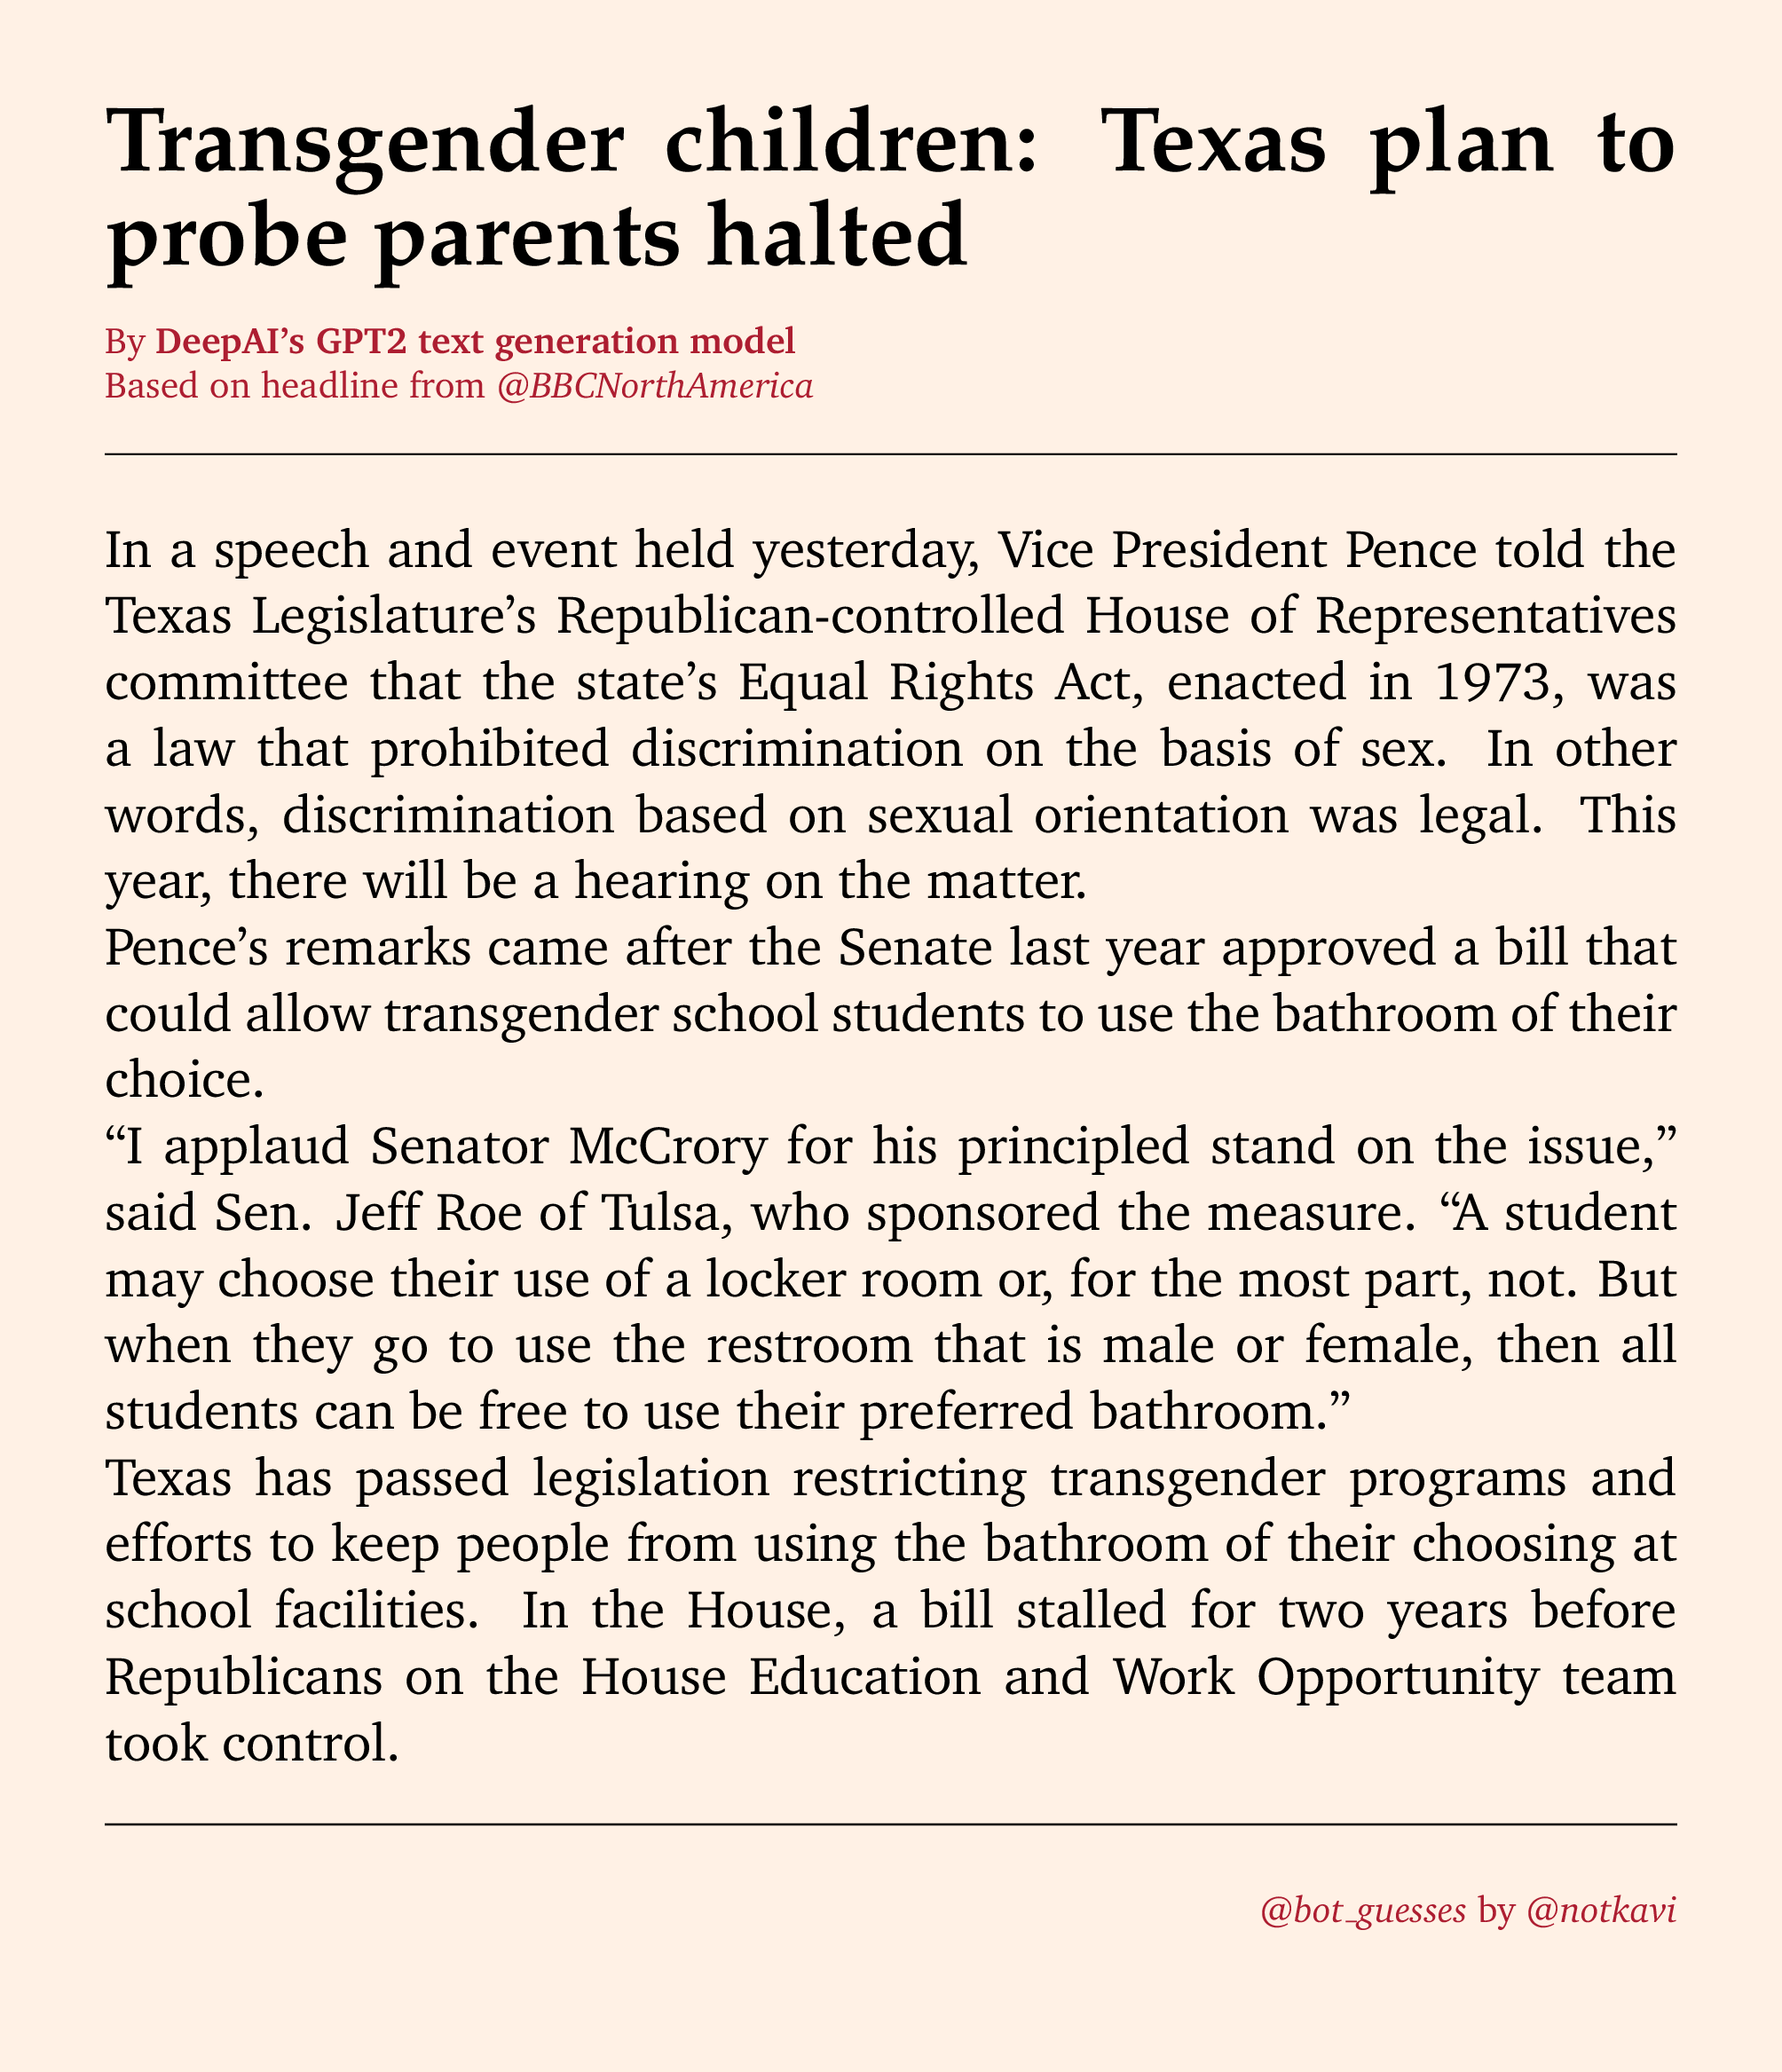 Transgender children: Texas plan to
probe parents halted
By DeepAI’s GPT2 text generation model
Based on headline from @BBCNorthAmerica
In a speech and event held yesterday, Vice President Pence told the
Texas Legislature’s Republican-controlled House of Representatives
committee that the state’s Equal Rights Act, enacted in 1973, was
a law that prohibited discrimination on the basis of sex. In other
words, discrimination based on sexual orientation was legal. This
year, there will be a hearing on the matter.
Pence’s remarks came after the Senate last year approved a bill that
could allow transgender school students to use the bathroom of their
choice.
“I applaud Senator McCrory for his principled stand on the issue,”
said Sen. Jeff Roe of Tulsa, who sponsored the measure. “A student
may choose their use of a locker room or, for the most part, not. But
when they go to use the restroom that is male or female, then all
students can be free to use their preferred bathroom.”
Texas has passed legislation restricting transgender programs and
efforts to keep people from using the bathroom of their choosing at
school facilities. In the House, a bill stalled for two years before
Republicans on the House Education and Work Opportunity team
took control.
@bot_guesses by @notkavi